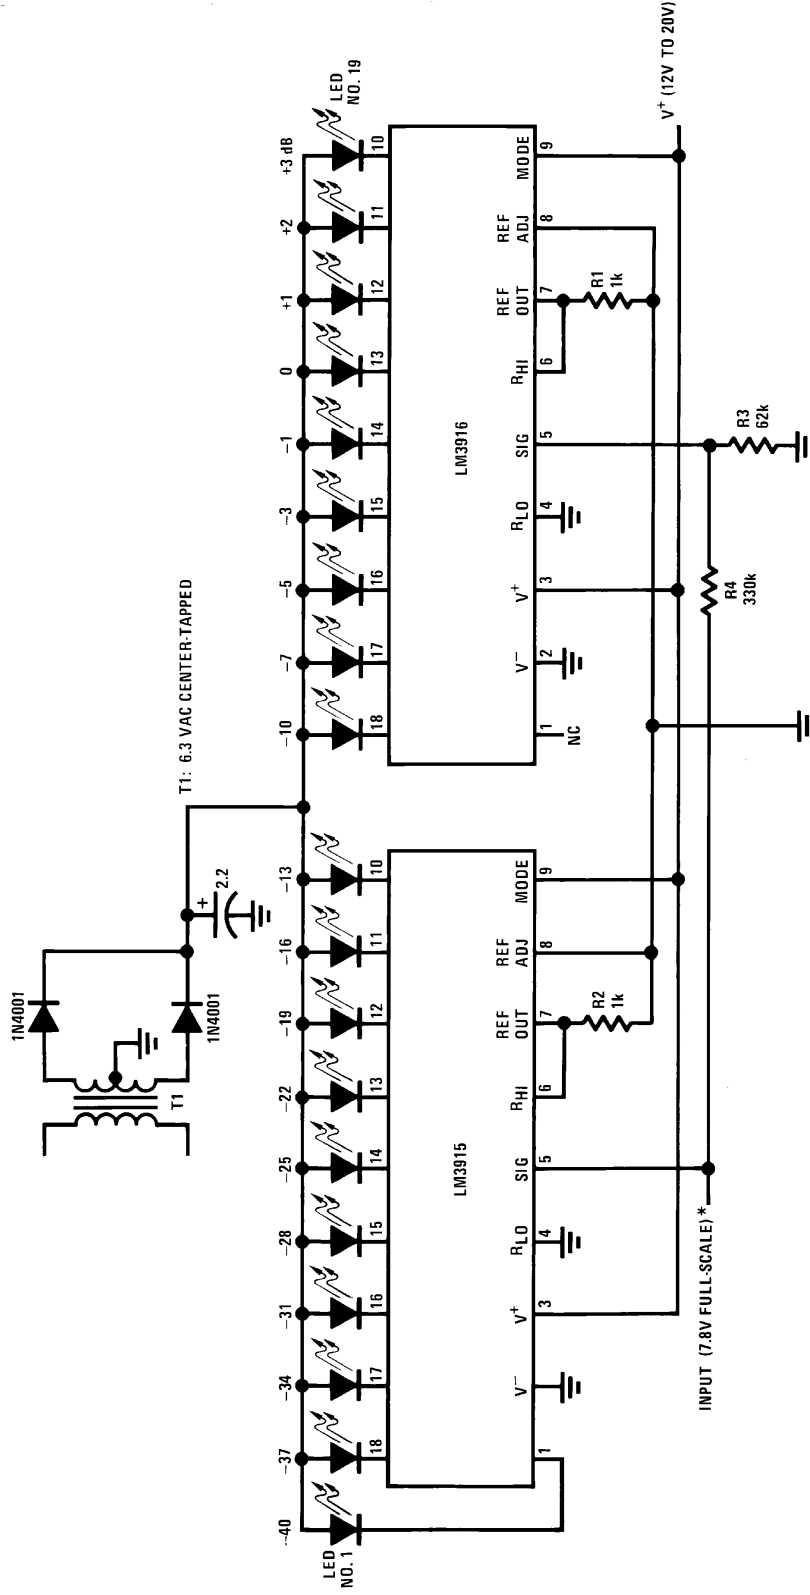 T1
1N4001
1N4001
+
2.2
T1: 6.3 VAC CENTER-TAPPED
−40
−37
−34
−31
−28
−25
−22
−19
−16
−13
−10
−7
−5
−3
−1
0
+1
+2
+3 dB
LED
NO. 1
LED
NO. 19
18
17
16
15
14
13
12
11
10
18
17
16
15
14
13
12
11
10
LM3915
LM3916
V−
V+
RLO
SIG
RHI
REF
OUT
REF
ADJ
MODE
V−
V+
RLO
SIG
RHI
REF
OUT
REF
ADJ
MODE
1
3
4
5
6
7
8
9
1
2
3
4
5
6
7
8
9
NC
R2
1k
R1
1k
R4
330k
R3
62k
INPUT (7.8V FULL-SCALE)*
V+ (12V TO 20V)